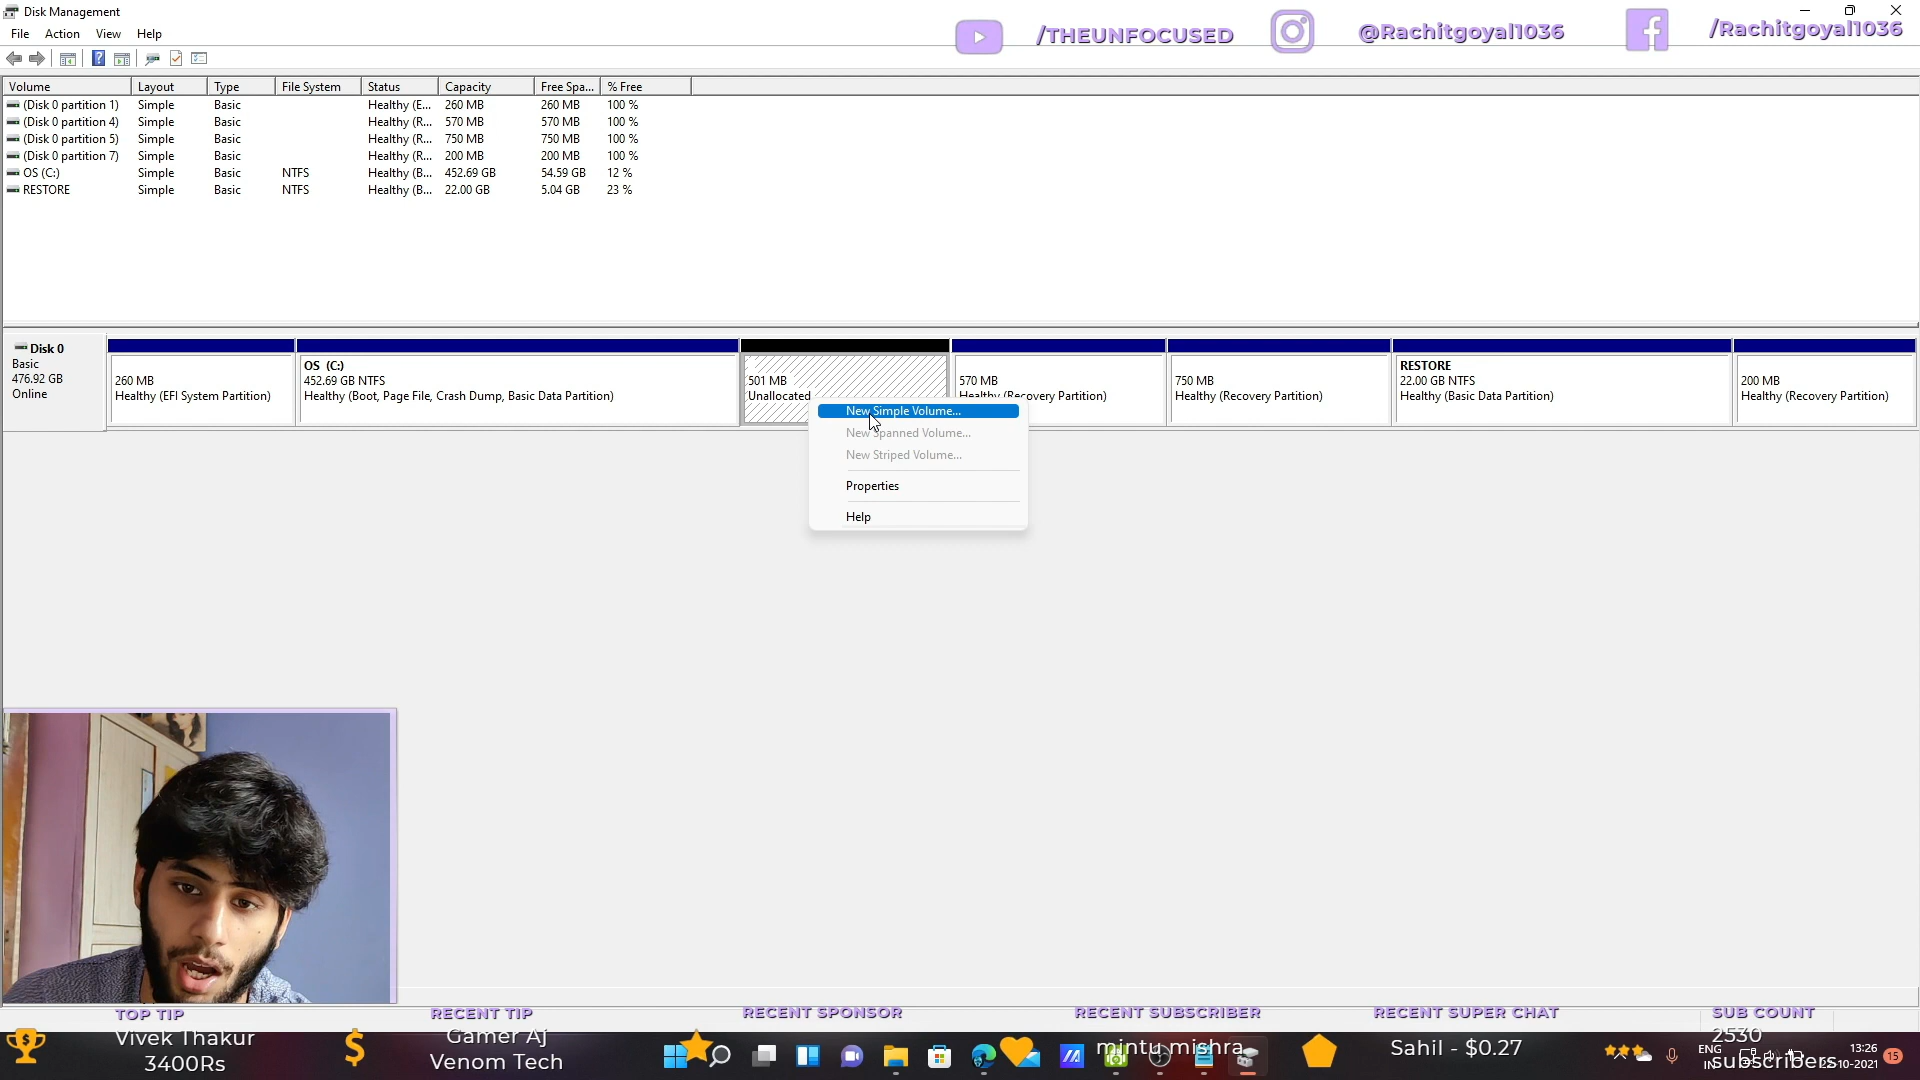 Disk Management
File Action View Help
/THEUNFOCUSED
@Rachitgoyal1036
/Rachitgoyal1036
Volume Layout Type File System Status Capacity Free Spa... % Free
(Disk 0 partition 1) Simple Basic Healthy (E... 260 MB 260 MB 100 %
(Disk 0 partition 4) Simple Basic Healthy (R... 570 MB 570 MB 100 %
(Disk 0 partition 5) Simple Basic Healthy (R... 750 MB 750 MB 100 %
(Disk 0 partition 7) Simple Basic Healthy (R... 200 MB 200 MB 100 %
OS (C:) Simple Basic NTFS Healthy (B... 452.69 GB 54.59 GB 12 %
RESTORE Simple Basic NTFS Healthy (B... 22.00 GB 5.04 GB 23 %
Disk 0
Basic
476.92 GB
Online
260 MB
Healthy (EFI System Partition)
OS (C:)
452.69 GB NTFS
Healthy (Boot, Page File, Crash Dump, Basic Data Partition)
501 MB
Unallocated
570 MB
Healthy (Recovery Partition)
750 MB
Healthy (Recovery Partition)
RESTORE
22.00 GB NTFS
Healthy (Basic Data Partition)
200 MB
Healthy (Recovery Partition)
New Simple Volume...
New Spanned Volume...
New Striped Volume...
Properties
Help
TOP TIP
Vivek Thakur
3400Rs
RECENT TIP
Gamer Aj
Venom Tech
RECENT SPONSOR
RECENT SUBSCRIBER
mintu mishra
RECENT SUPER CHAT
Sahil - $0.27
SUB COUNT
2530
subscribers
ENG
IN
13:26
-10-2021
15